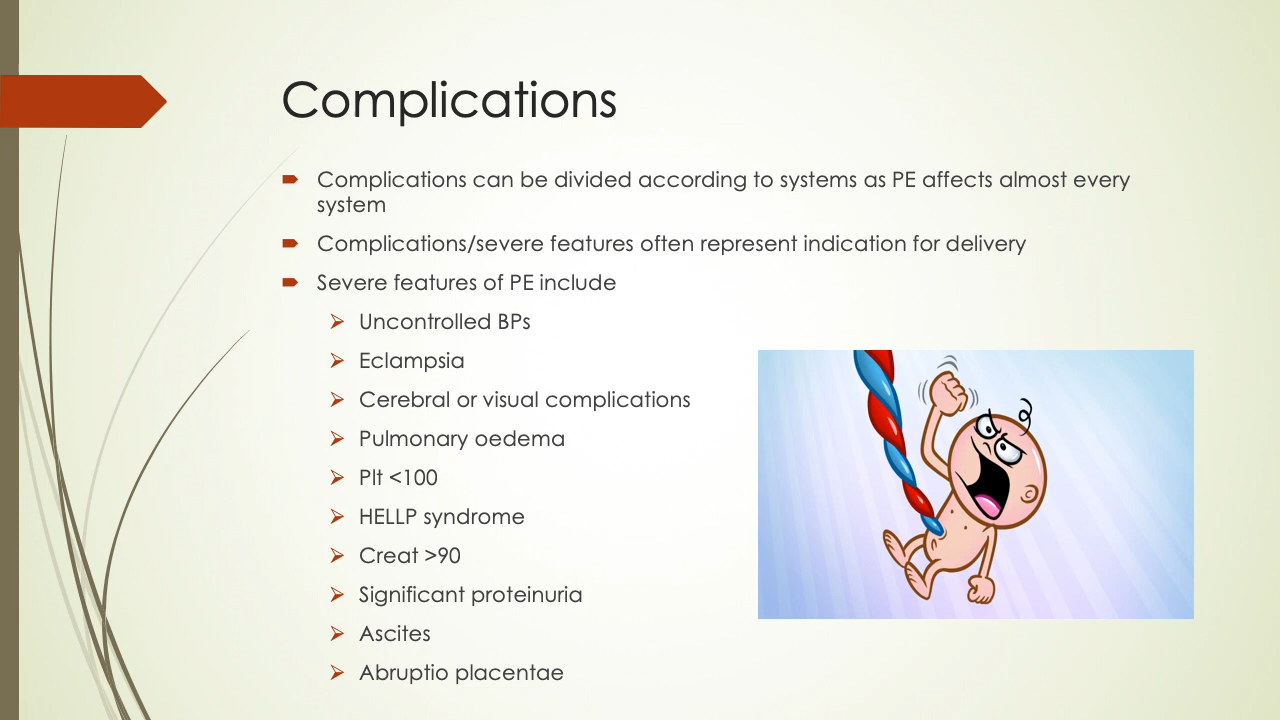 Complications
Complications can be divided according to systems as PE affects almost every
system
Complications/severe features often represent indication for delivery
Severe features of PE include
Uncontrolled BPs
Eclampsia
Cerebral or visual complications
Pulmonary oedema
Plt <100
HELLP syndrome
Creat >90
Significant proteinuria
Ascites
Abruptio placentae